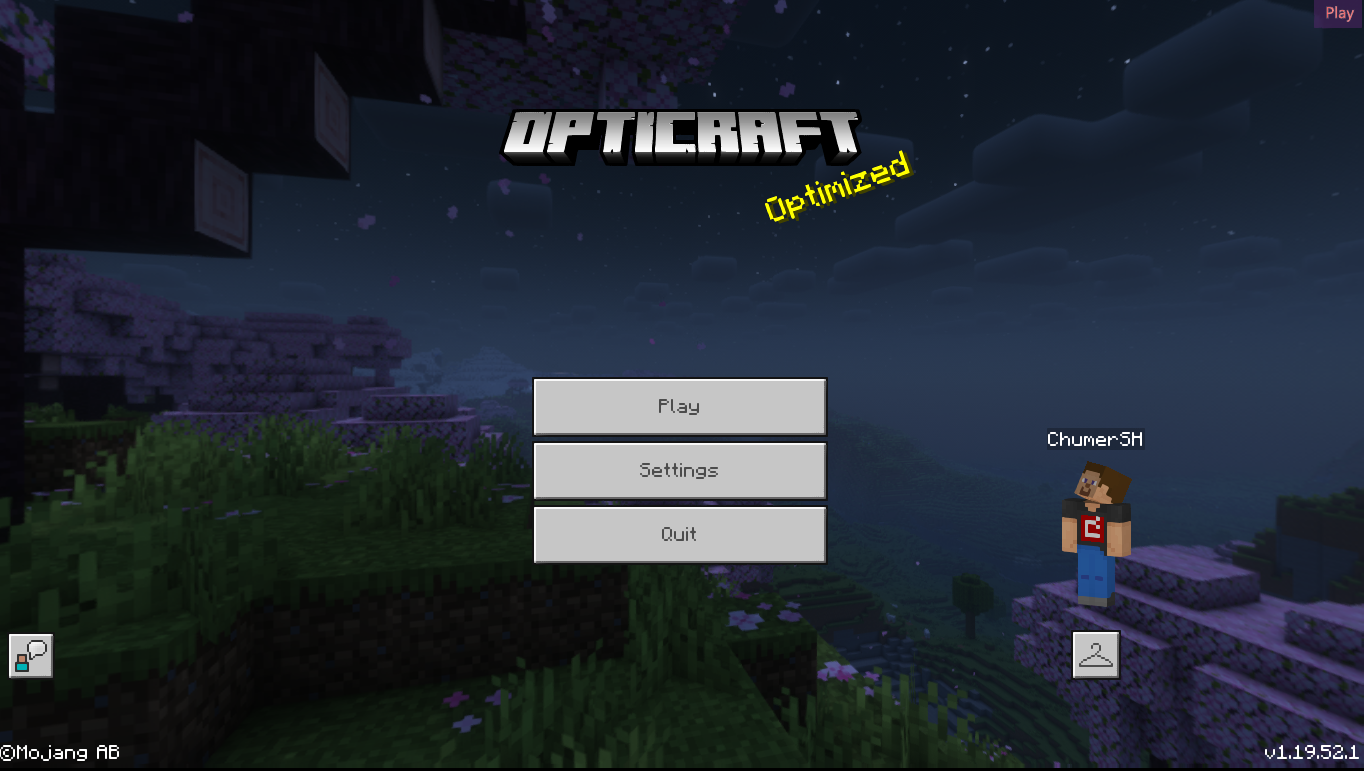 Play
OPTICRAFT
Optimized
Play
ChumerSH
Settings
Quit
©Mojang AB
v1.19.52.1